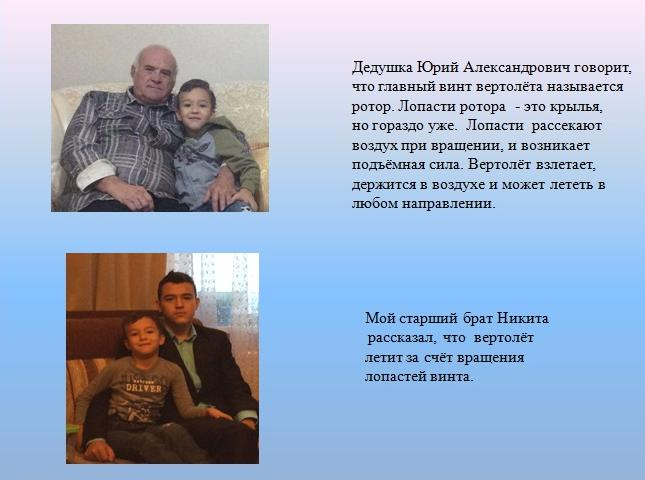 Дедушка Юрий Александрович говорит,
что главный винт вертолёта называется
ротор. Лопасти ротора - это крылья,
но гораздо уже. Лопасти рассекают
воздух при вращении, и возникает
подъёмная сила. Вертолёт взлетает,
держится в воздухе и может лететь в
любом направлении.
DRIVER
Мой старший брат Никита
рассказал, что вертолёт
летит за счёт вращения
лопастей винта.